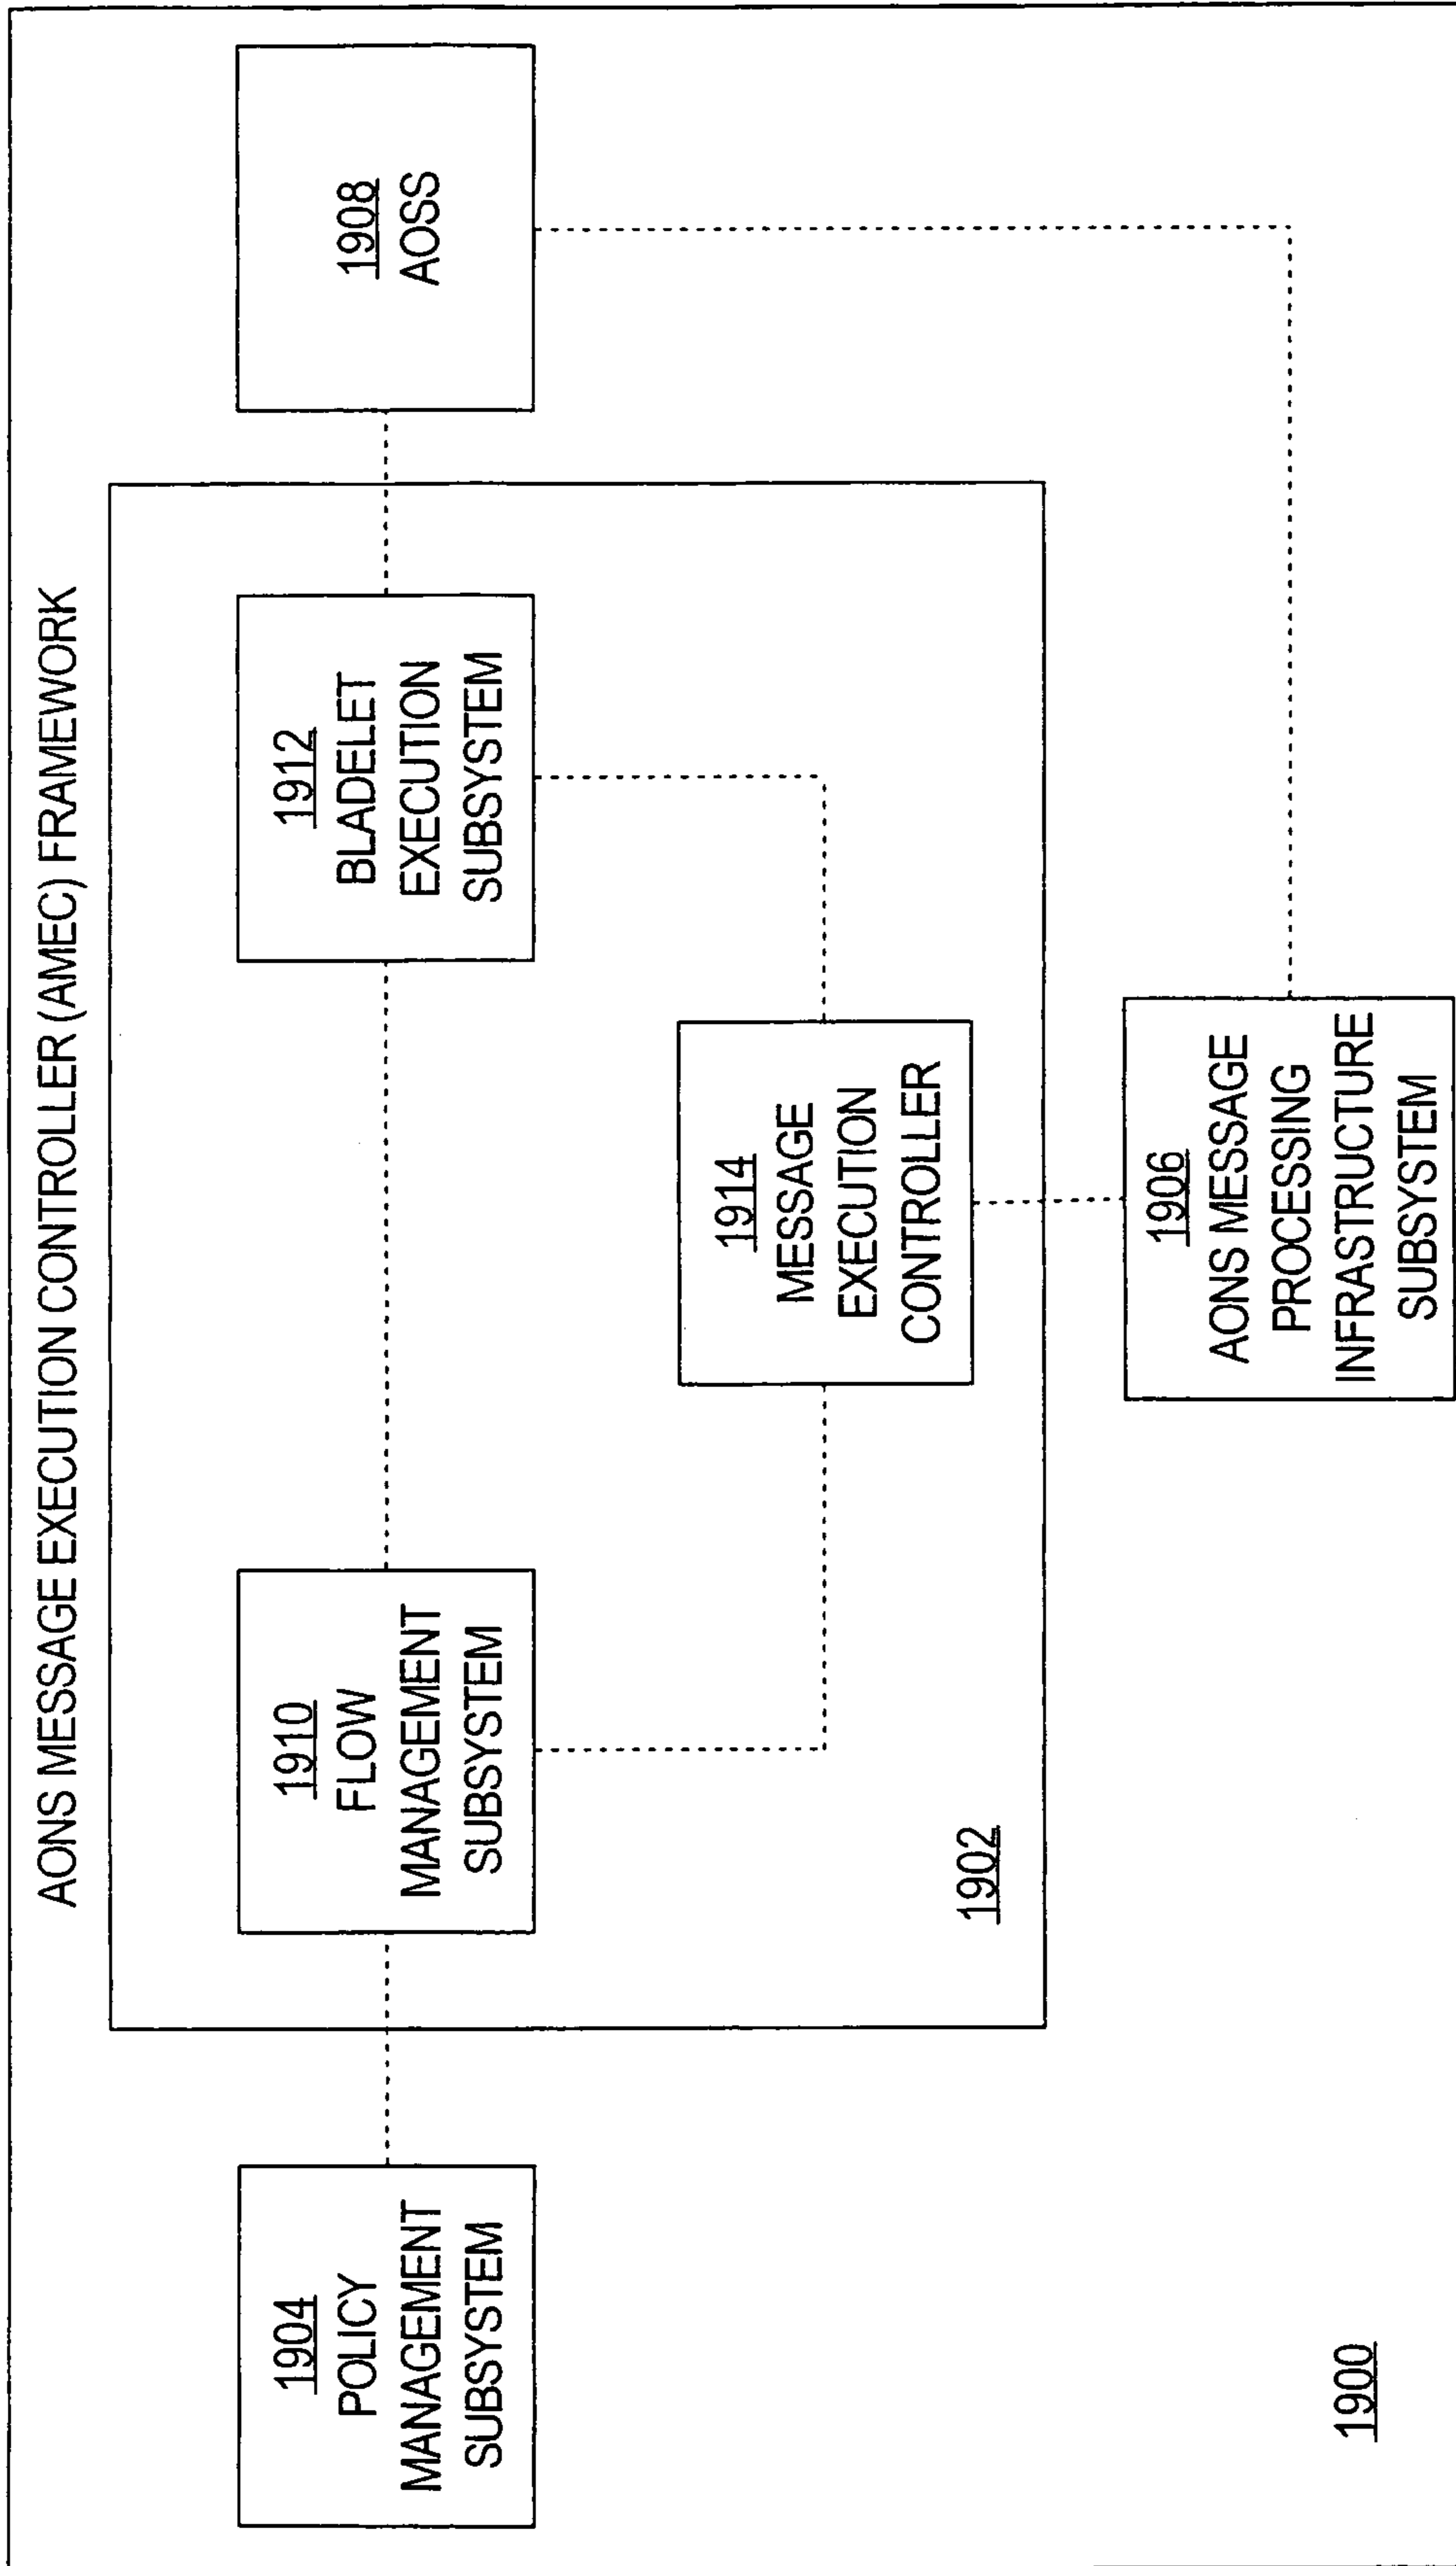 AONS MESSAGE EXECUTION CONTROLLER (AMEC) FRAMEWORK
1904
POLICY
MANAGEMENT
SUBSYSTEM
1910
FLOW
MANAGEMENT
SUBSYSTEM
1912
BLADELET
EXECUTION
SUBSYSTEM
1908
AOSS
1914
MESSAGE
EXECUTION
CONTROLLER
1902
1906
AONS MESSAGE
PROCESSING
INFRASTRUCTURE
SUBSYSTEM
1900